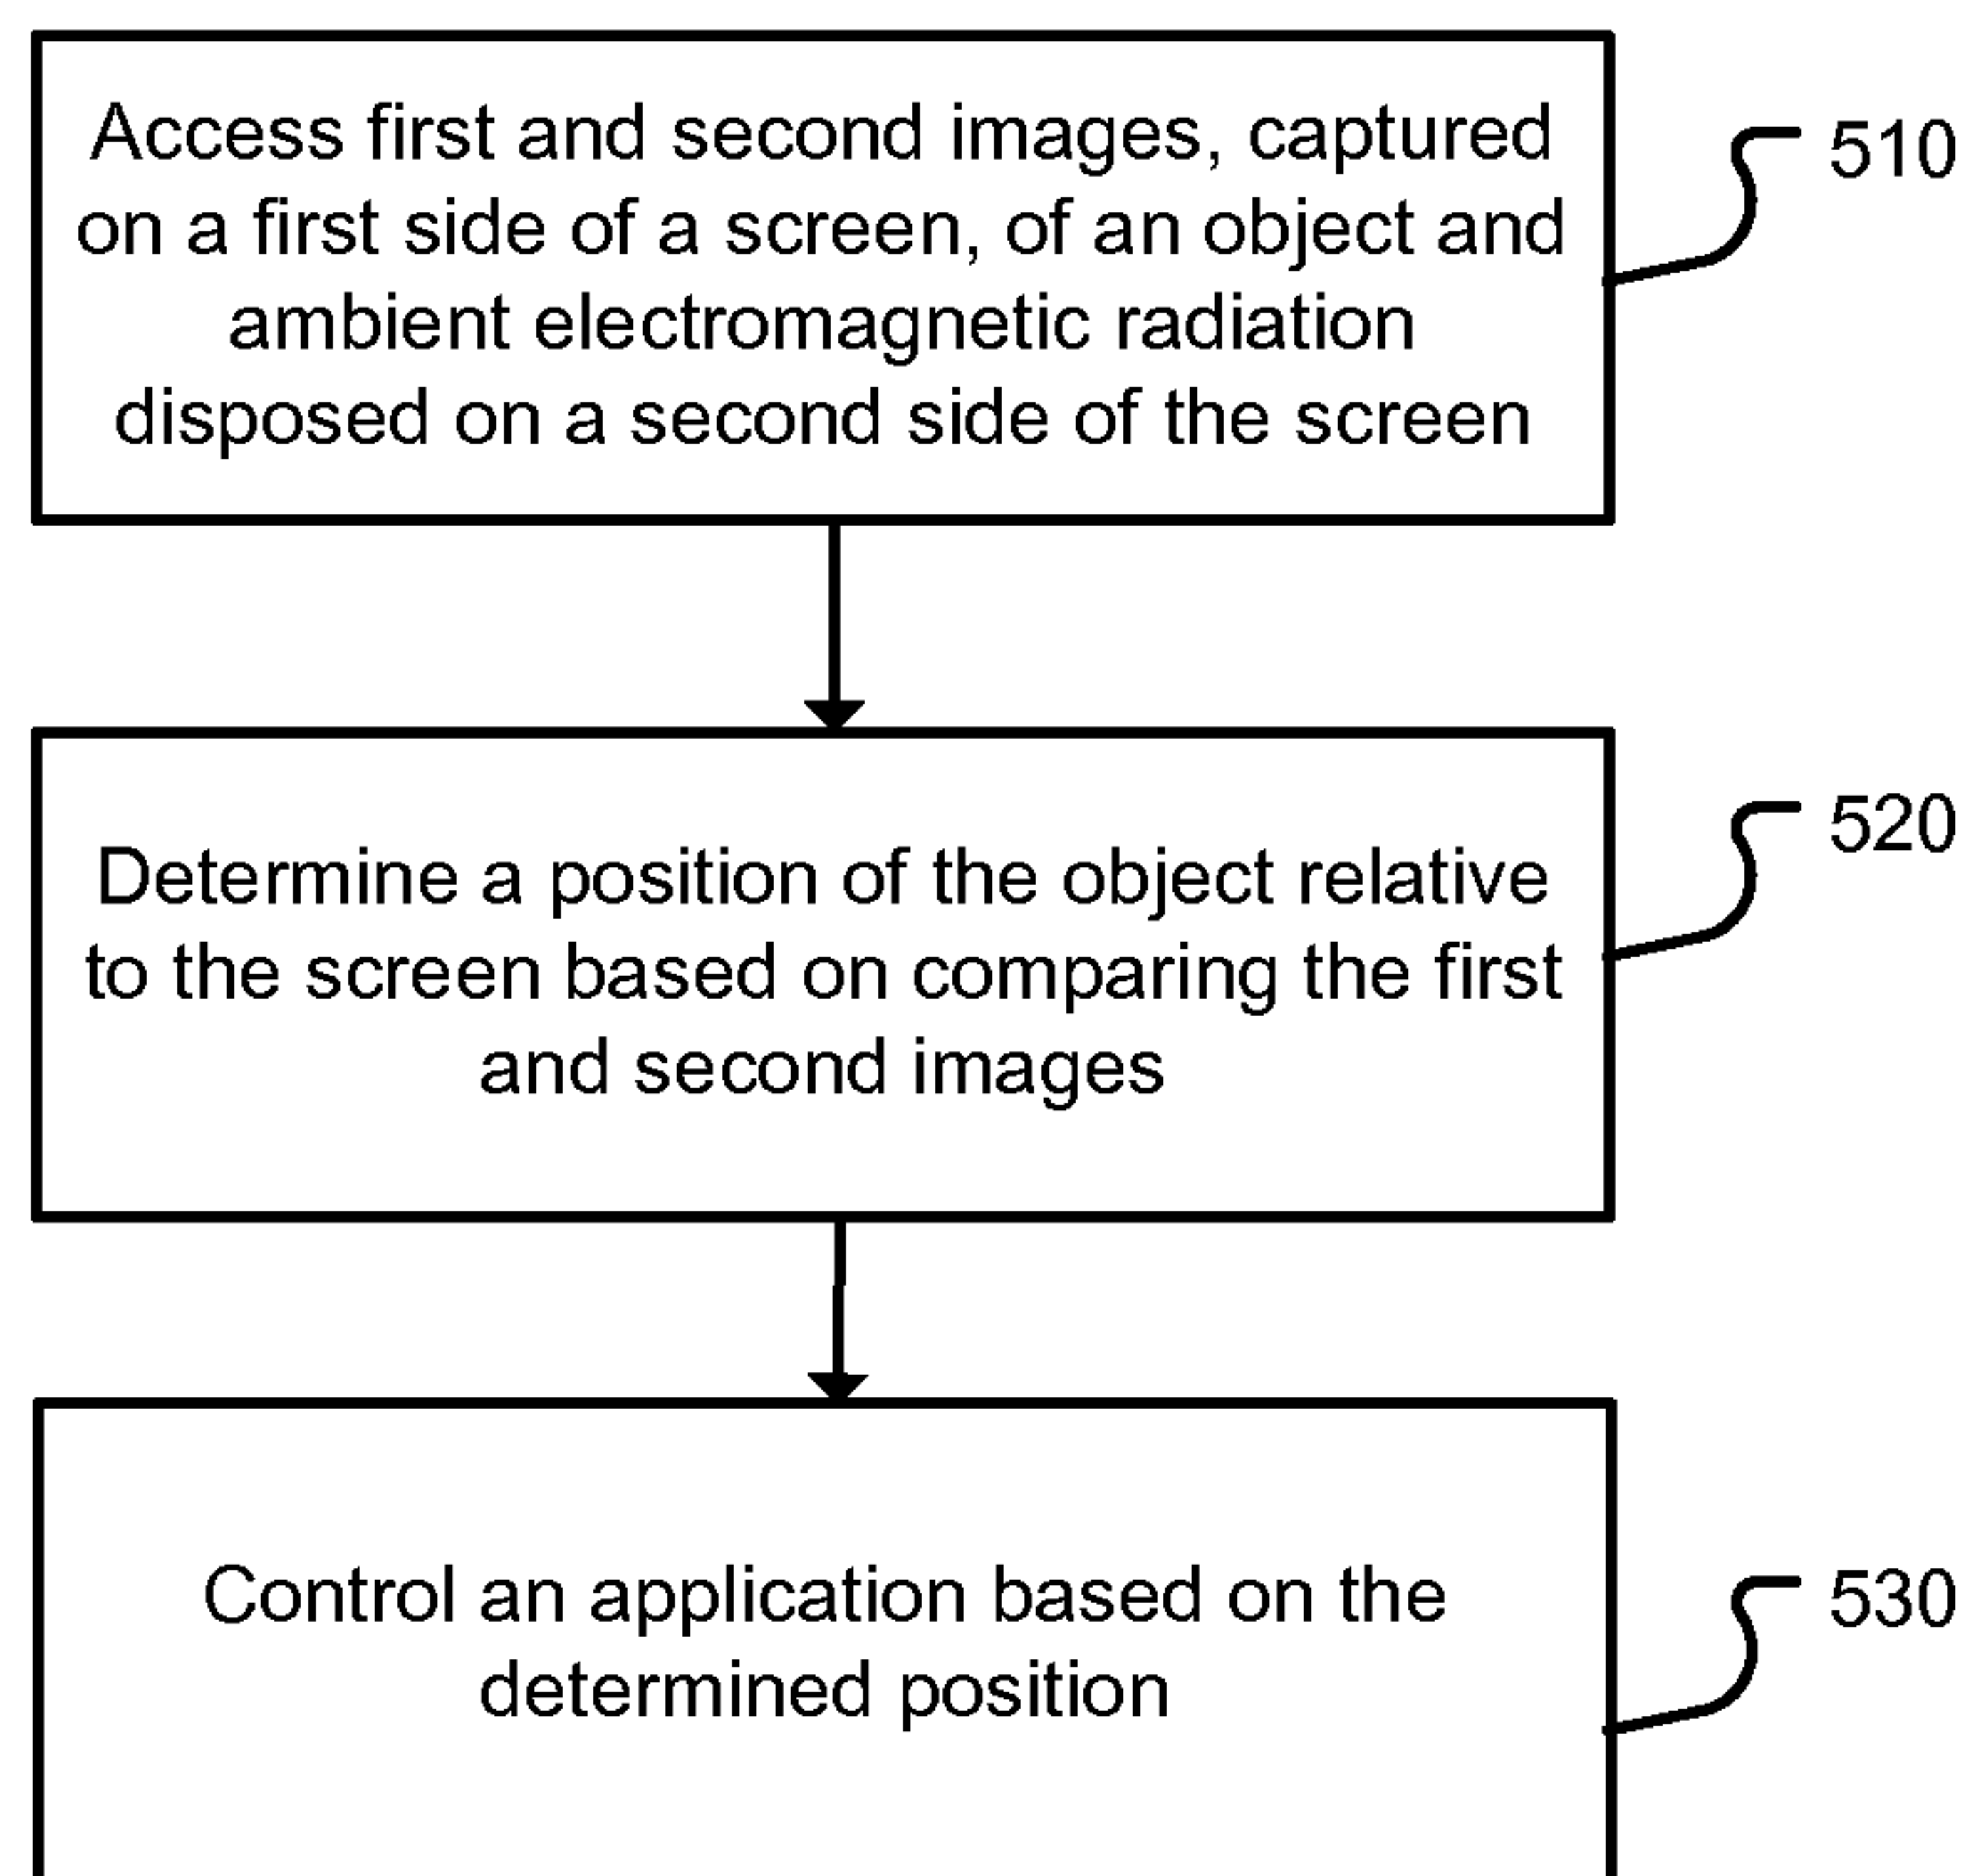 Access first and second images, captured
on a first side of a screen, of an object and
ambient electromagnetic radiation
disposed on a second side of the screen
510
Determine a position of the object relative
to the screen based on comparing the first
and second images
520
Control an application based on the
determined position
530